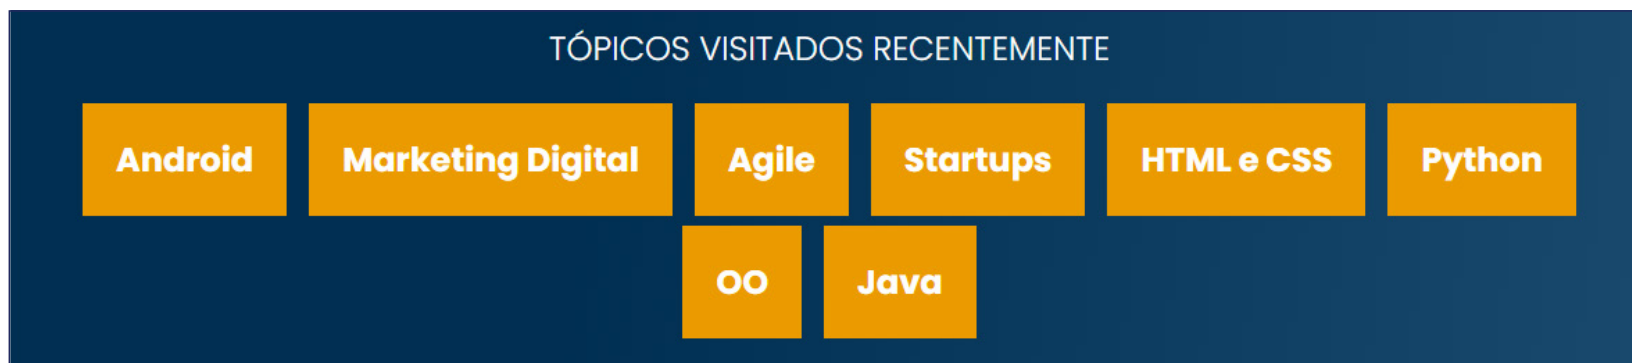 TÓPICOS VISITADOS RECENTEMENTE
Android Marketing Digital Agile Startups HTML e CSS Python
OO Java